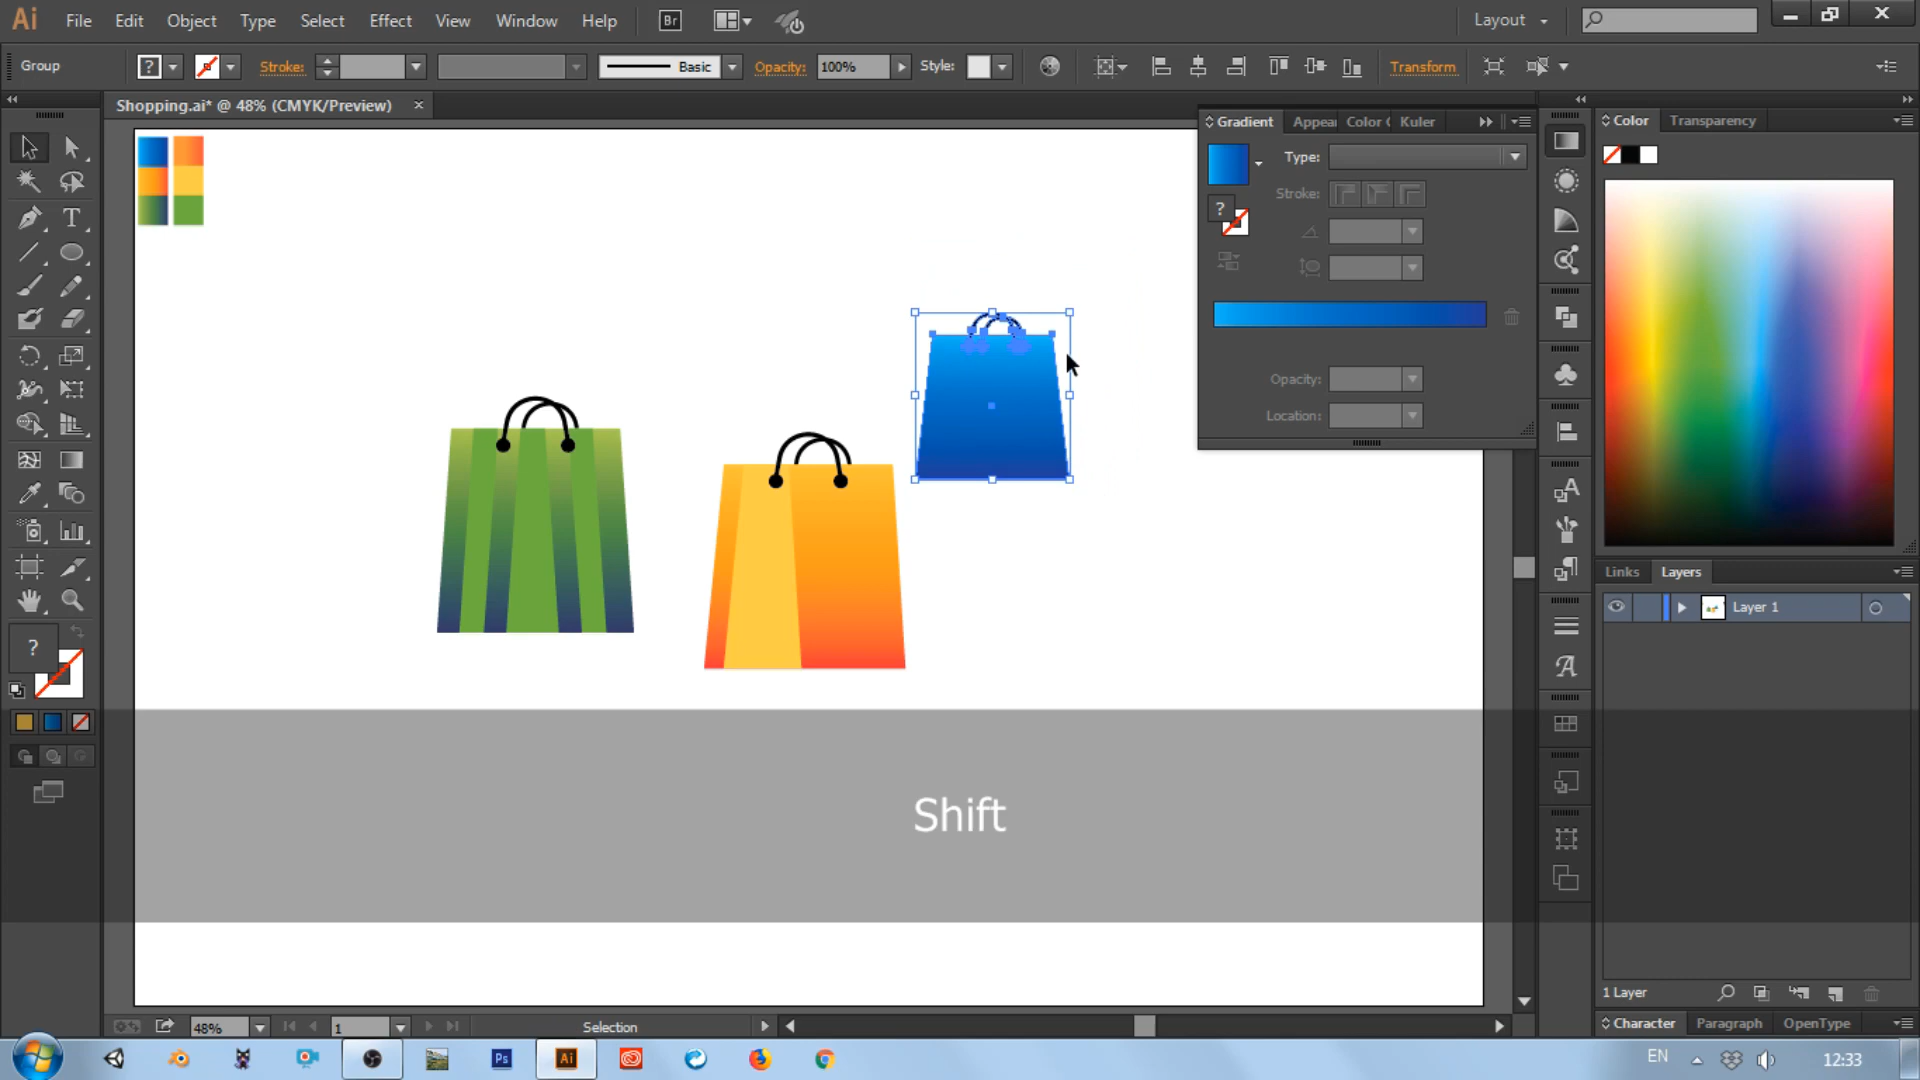 Ai File Edit Object Type Select Effect View Window Help Br Layout
Group ? Stroke: Basic Opacity: 100% Style: Transform
Shopping.ai* @ 48% (CMYK/Preview)
Gradient Appear Color Kuler
Type:
Stroke:
?
Opacity:
Location:
Color Transparency
Links Layers
Layer 1
?
Shift
1 Layer
48% 1 Selection
Character Paragraph OpenType
Ps Ai
EN 12:33